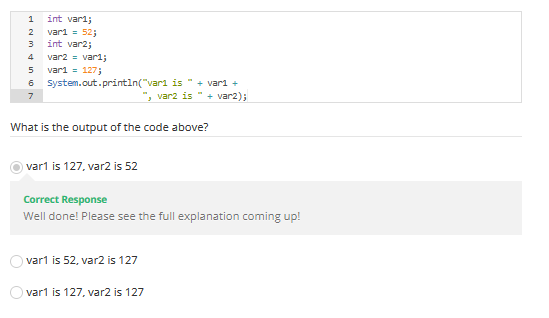 1 int var1;
2 var1 = 52;
3 int var2;
4 var2 = var1;
5 var1 = 127;
6 System.out.println("var1 is " + var1 +
7 ", var2 is " + var2);
What is the output of the code above?
var1 is 127, var2 is 52
Correct Response
Well done! Please see the full explanation coming up!
var1 is 52, var2 is 127
var1 is 127, var2 is 127